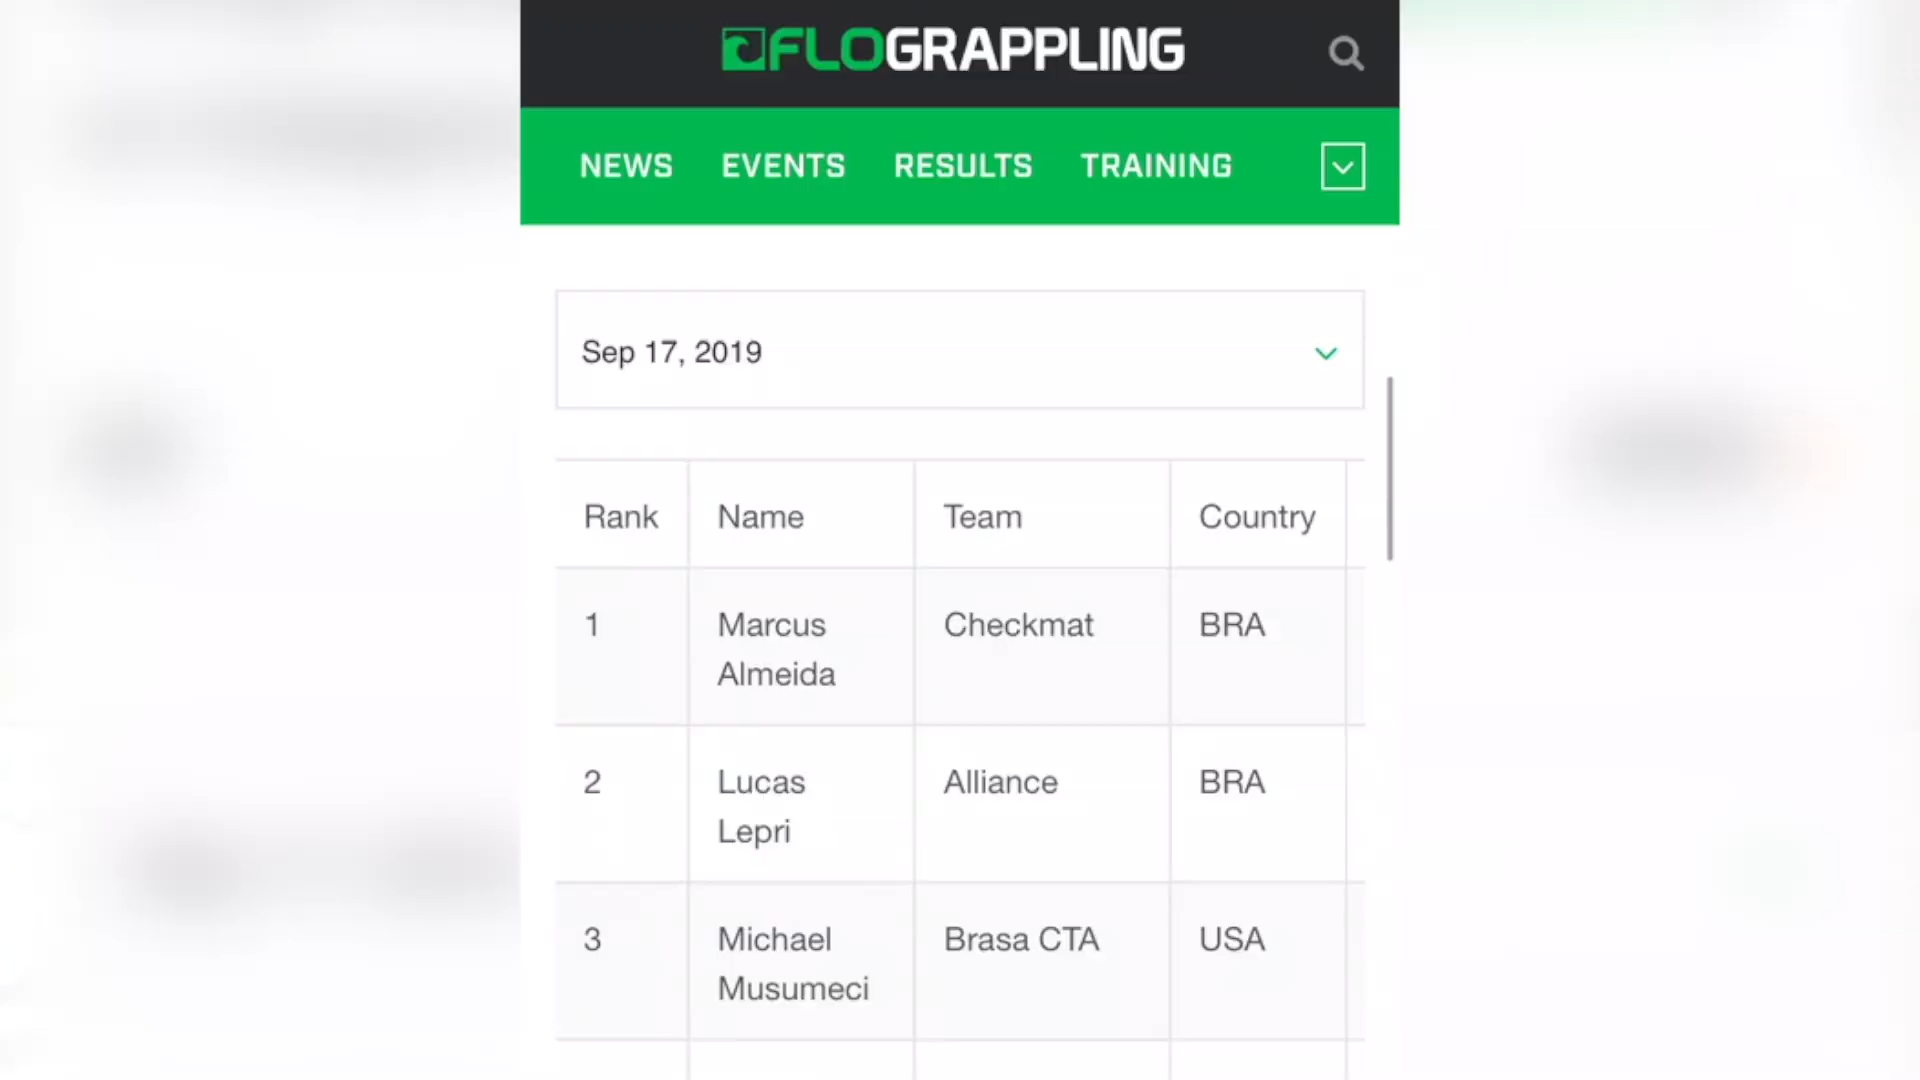 FLOGRAPPLING
NEWS EVENTS RESULTS TRAINING
Sep 17, 2019
Rank Name Team Country
1 Marcus Almeida Checkmat BRA
2 Lucas Lepri Alliance BRA
3 Michael Musumeci Brasa CTA USA